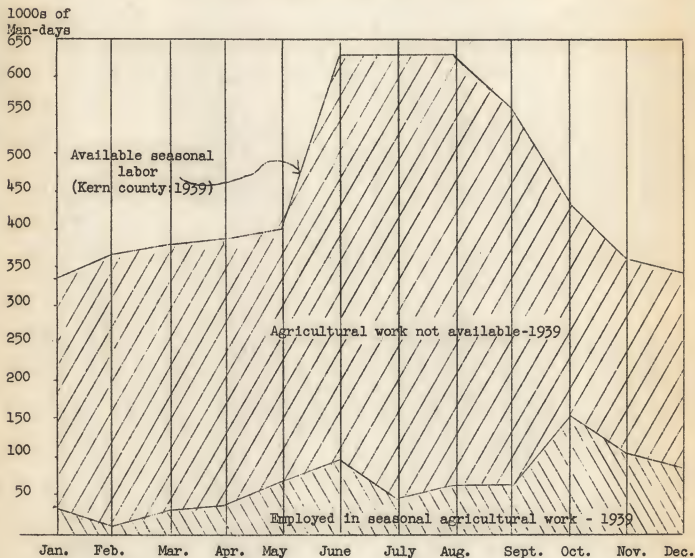 1000s of
Man-days
650
600
550
500
450
400
350
300
250
200
150
100
50
Available seasonal
labor
(Kern county:1939)
Agricultural work not available-1939
Employed in seasonal agricultural work - 1939
Jan. Feb. Mar. Apr. May June July Aug. Sept. Oct. Nov. Dec.